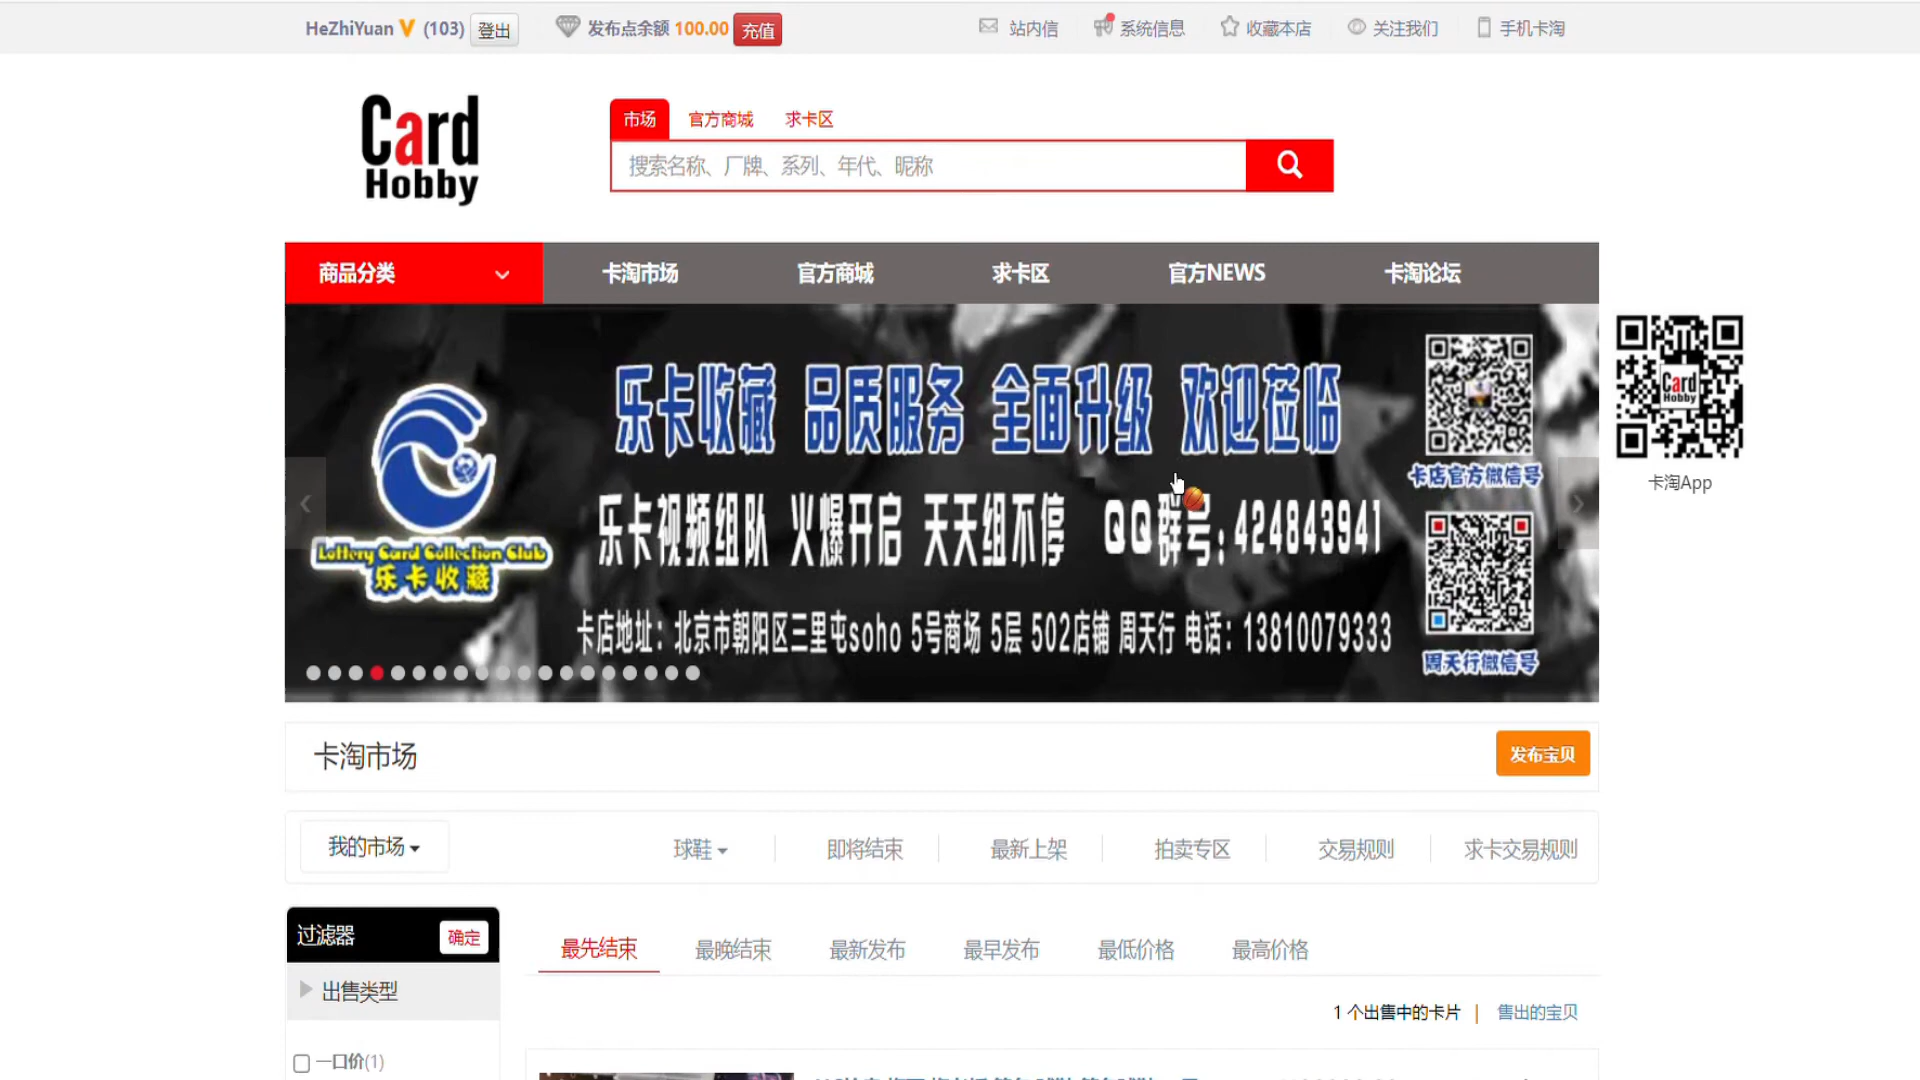 HeZhiYuan V (103) 登出 发布点余额 100.00 充值 站内信 系统信息 收藏本店 关注我们 手机卡淘
Card
Hobby
市场 官方商城 求卡区
搜索名称、厂牌、系列、年代、昵称
商品分类 卡淘市场 官方商城 求卡区 官方NEWS 卡淘论坛
乐卡收藏 品质服务 全面升级 欢迎莅临
卡店官方微信号
Card
Hobby
卡淘App
乐卡视频组队 火爆开启 天天组不停 QQ群号:424843941
Lottery Card Collection Club
乐卡收藏
卡店地址:北京市朝阳区三里屯soho 5号商场 5层 502店铺 周天行 电话:13810079333
周天行微信号
卡淘市场 发布宝贝
我的市场 球鞋 即将结束 最新上架 拍卖专区 交易规则 求卡交易规则
过滤器 确定
最先结束 最晚结束 最新发布 最早发布 最低价格 最高价格
出售类型
1 个出售中的卡片 | 售出的宝贝
一口价(1)